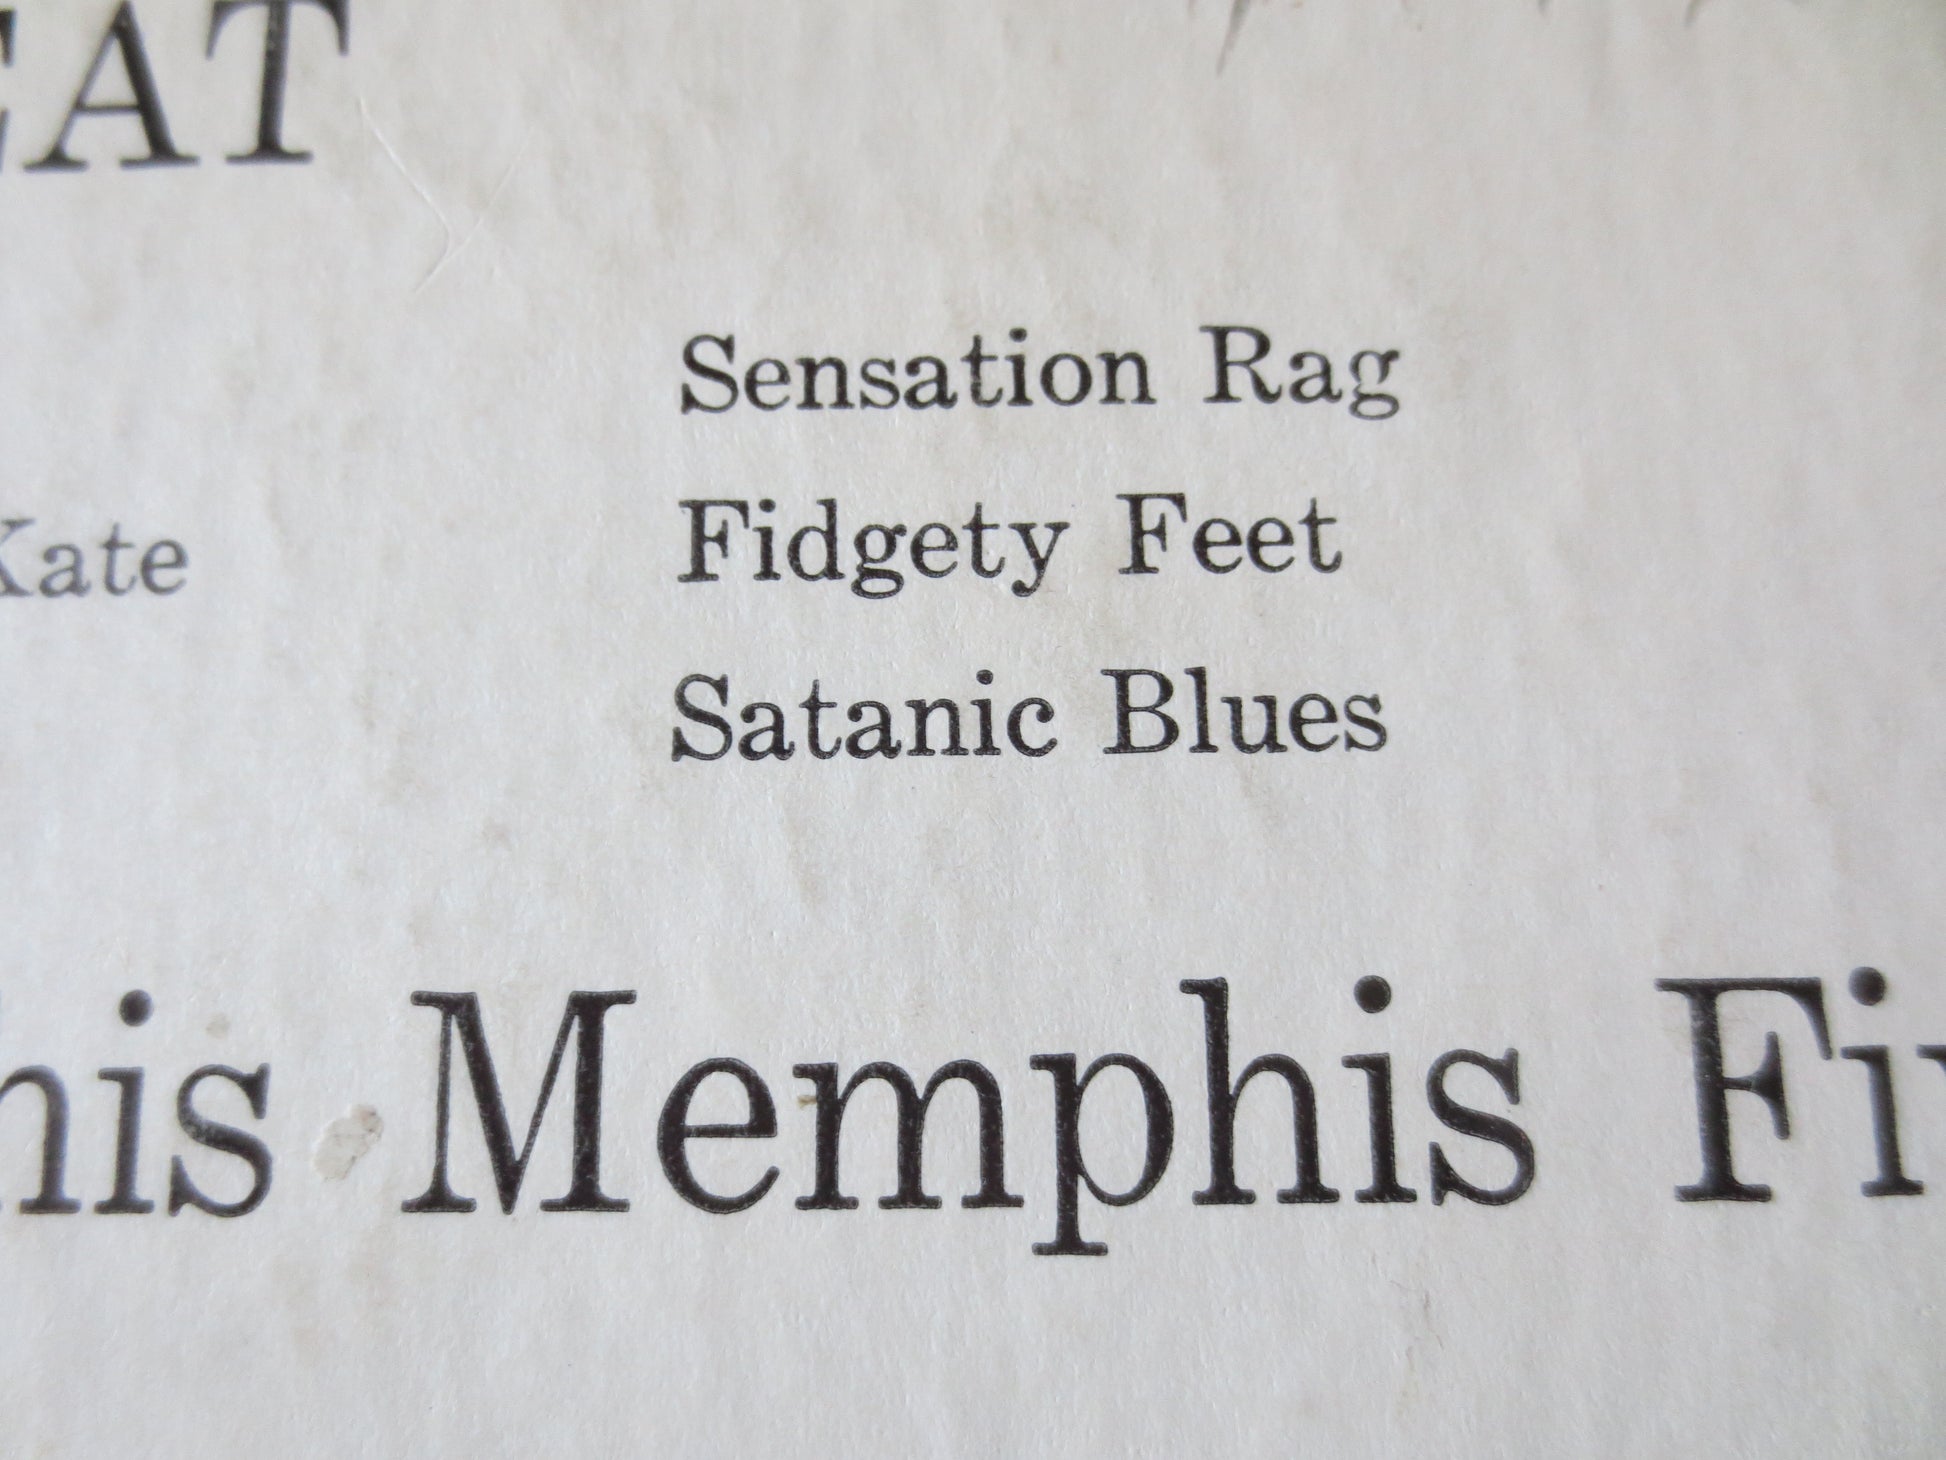 EAT
Sensation Rag
Kate
Fidgety Feet
Satanic Blues
his Memphis Fi